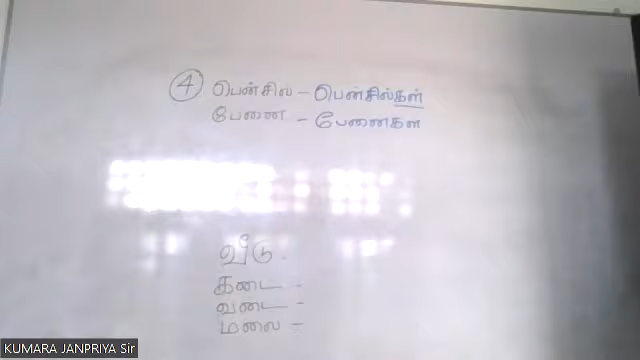 4 பென்சில் – பென்சில்கள்
பேனை – பேனைகள்
வீடு -
கடை -
வடை -
மலை -
KUMARA JANPRIYA Sir